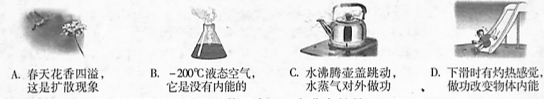 A. 春天花香四溢,
这是扩散现象
B. -200℃液态空气,
它是没有内能的
C. 水沸腾壶盖跳动,
水蒸气对外做功
D. 下滑时有灼热感觉,
做功改变物体内能